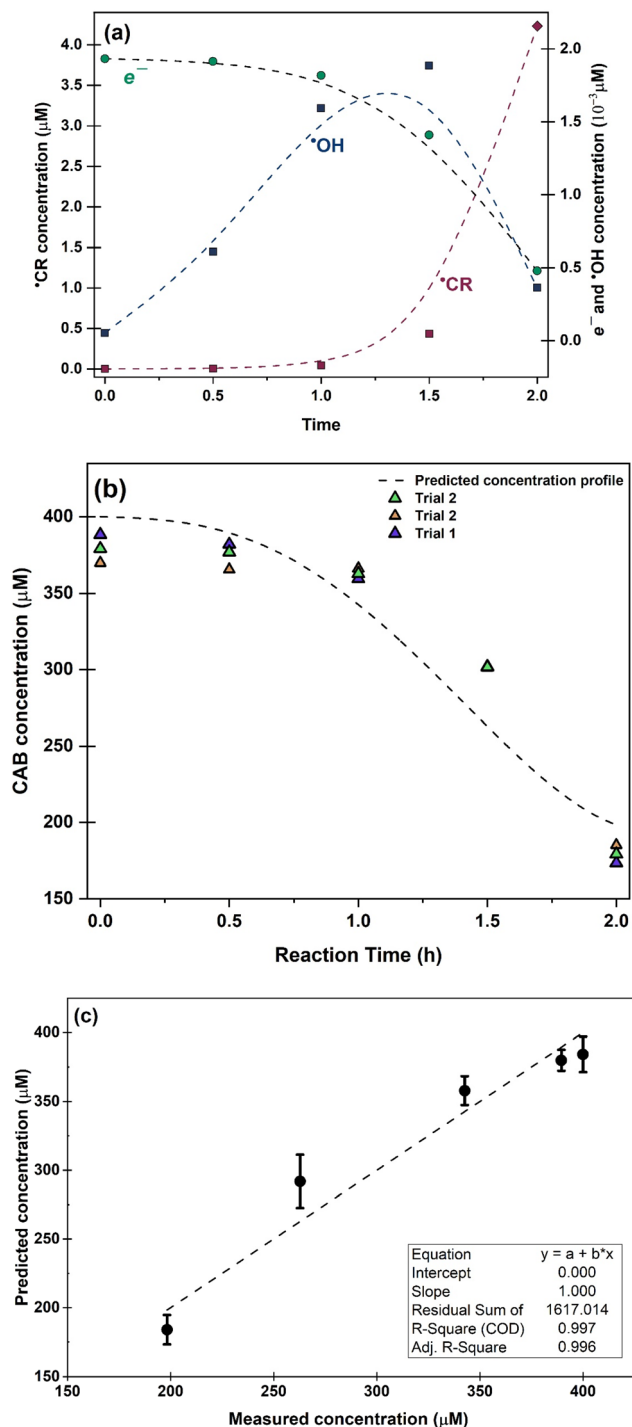 (a)
4.0
3.5
3.0
2.5
2.0
1.5
1.0
0.5
0.0
•CR concentration (μM)
e⁻
•OH
•CR
2.0
1.5
1.0
0.5
0.0
e⁻ and •OH concentration (10⁻³μM)
0.0 0.5 1.0 1.5 2.0
Time
(b)
Predicted concentration profile
Trial 2
Trial 2
Trial 1
400
350
300
250
200
150
CAB concentration (μM)
0.0 0.5 1.0 1.5 2.0
Reaction Time (h)
(c)
400
350
300
250
200
150
Predicted concentration (μM)
Equation y = a + b*x
Intercept 0.000
Slope 1.000
Residual Sum of 1617.014
R-Square (COD) 0.997
Adj. R-Square 0.996
150 200 250 300 350 400
Measured concentration (μM)